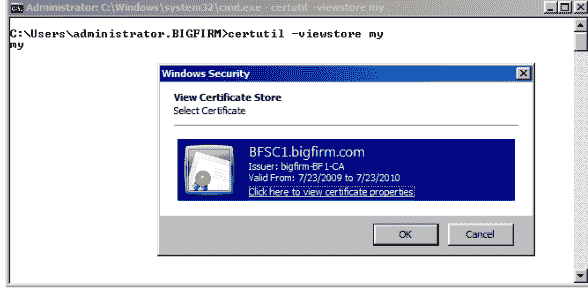 Administrator: C:\Windows\system32\cmd.exe - certutil -viewstore my
C:\Users\administrator.BIGFIRM>certutil -viewstore my
my
Windows Security
View Certificate Store
Select Certificate
BFSC1.bigfirm.com
Issuer: bigfirm-BF1-CA
Valid From: 7/23/2009 to 7/23/2010
Click here to view certificate properties
OK
Cancel